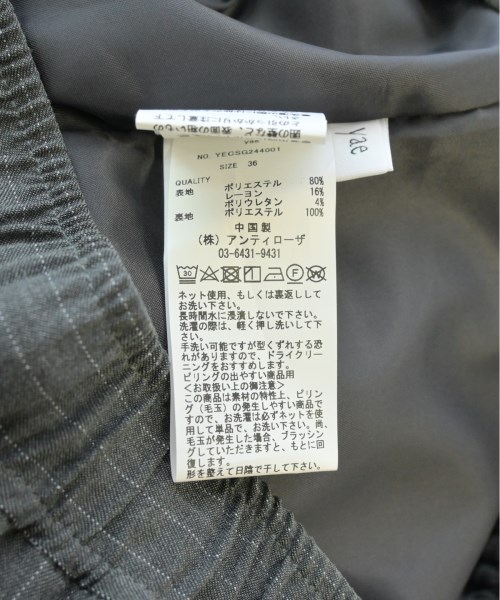 yae
NO. YECSG244001
SIZE 36
QUALITY
表地 ポリエステル 80%
レーヨン 16%
ポリウレタン 4%
裏地 ポリエステル 100%
中国製
(株) アンティローザ
03-6431-9431
ネット使用、もしくは裏返しして
お洗い下さい。
長時間水に浸漬しないで下さい。
洗濯の際は、軽く押し洗いして下
さい。
手洗い可能ですが型くずれする恐
れがありますので、ドライクリー
ニングをおすすめします。
ピリングの出やすい商品用
<お取扱い上の御注意>
この商品は素材の特性上、ピリン
グ(毛玉)の発生しやすい商品で
すので、お洗濯は必ずネットを使
用して単品で、お洗い下さい。尚、
毛玉が発生した場合、ブラッシン
グしていただきますと、もとに回
復します。
形を整えて日陰で干して下さい。